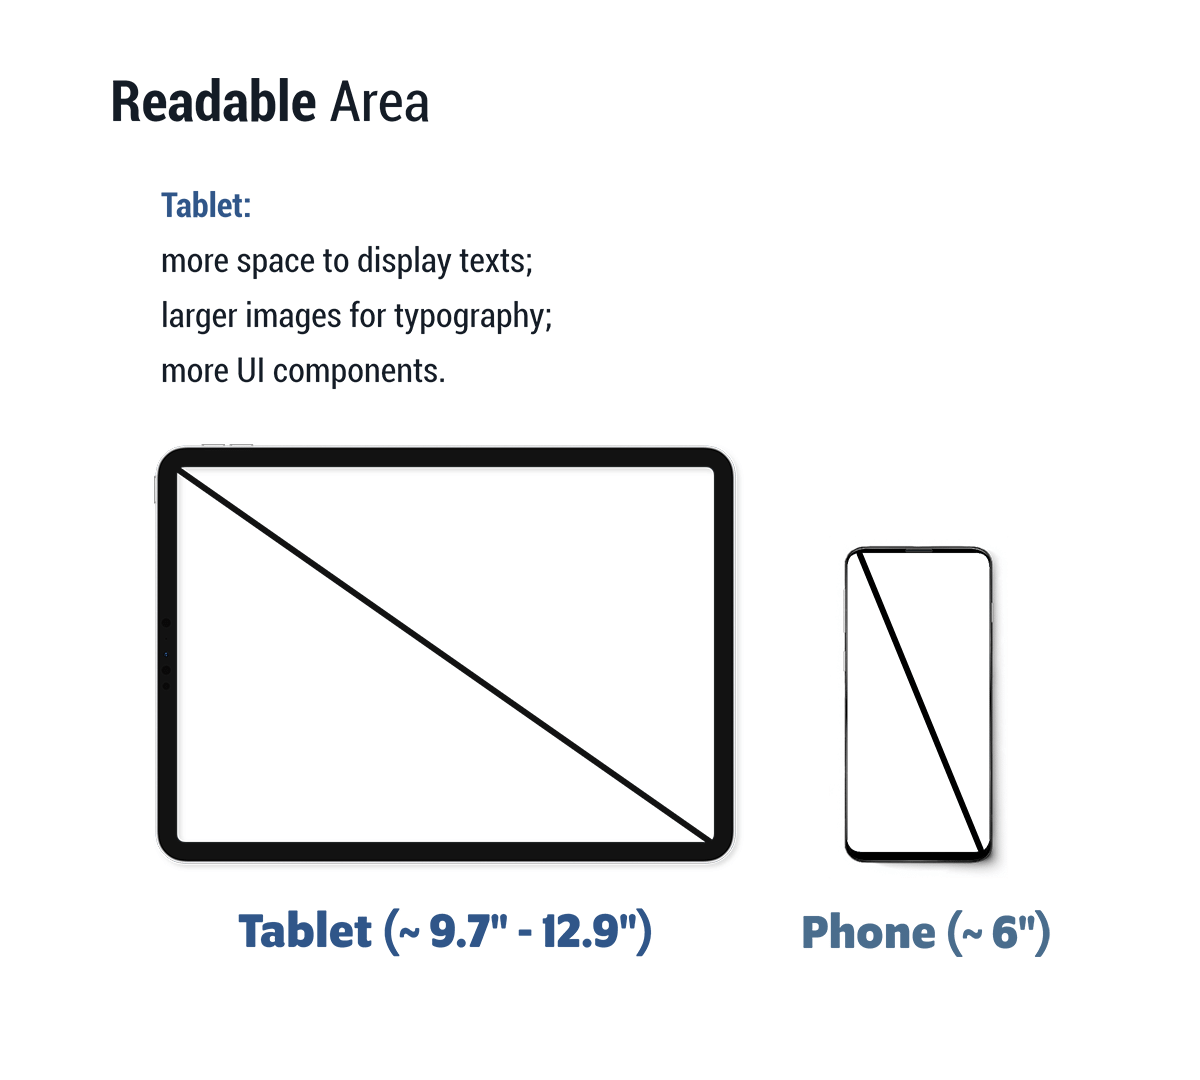 Readable Area
Tablet:
more space to display texts;
larger images for typography;
more UI components.
Tablet (~ 9.7" - 12.9")
Phone (~ 6")